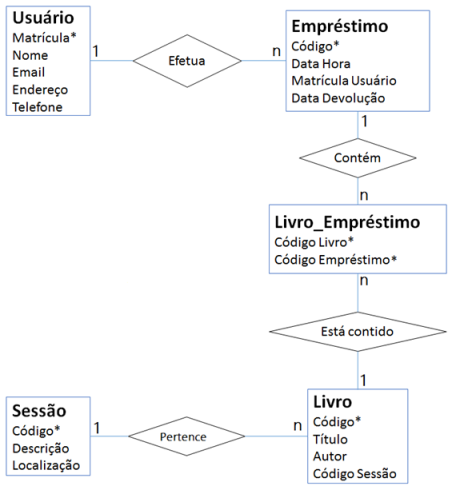 Usuário
Matrícula*
Nome
Email
Endereço
Telefone
1
Efetua
n
Empréstimo
Código*
Data Hora
Matrícula Usuário
Data Devolução
1
Contém
n
Livro_Empréstimo
Código Livro*
Código Empréstimo*
n
Está contido
1
Sessão
Código*
Descrição
Localização
1
Pertence
n
Livro
Código*
Título
Autor
Código Sessão